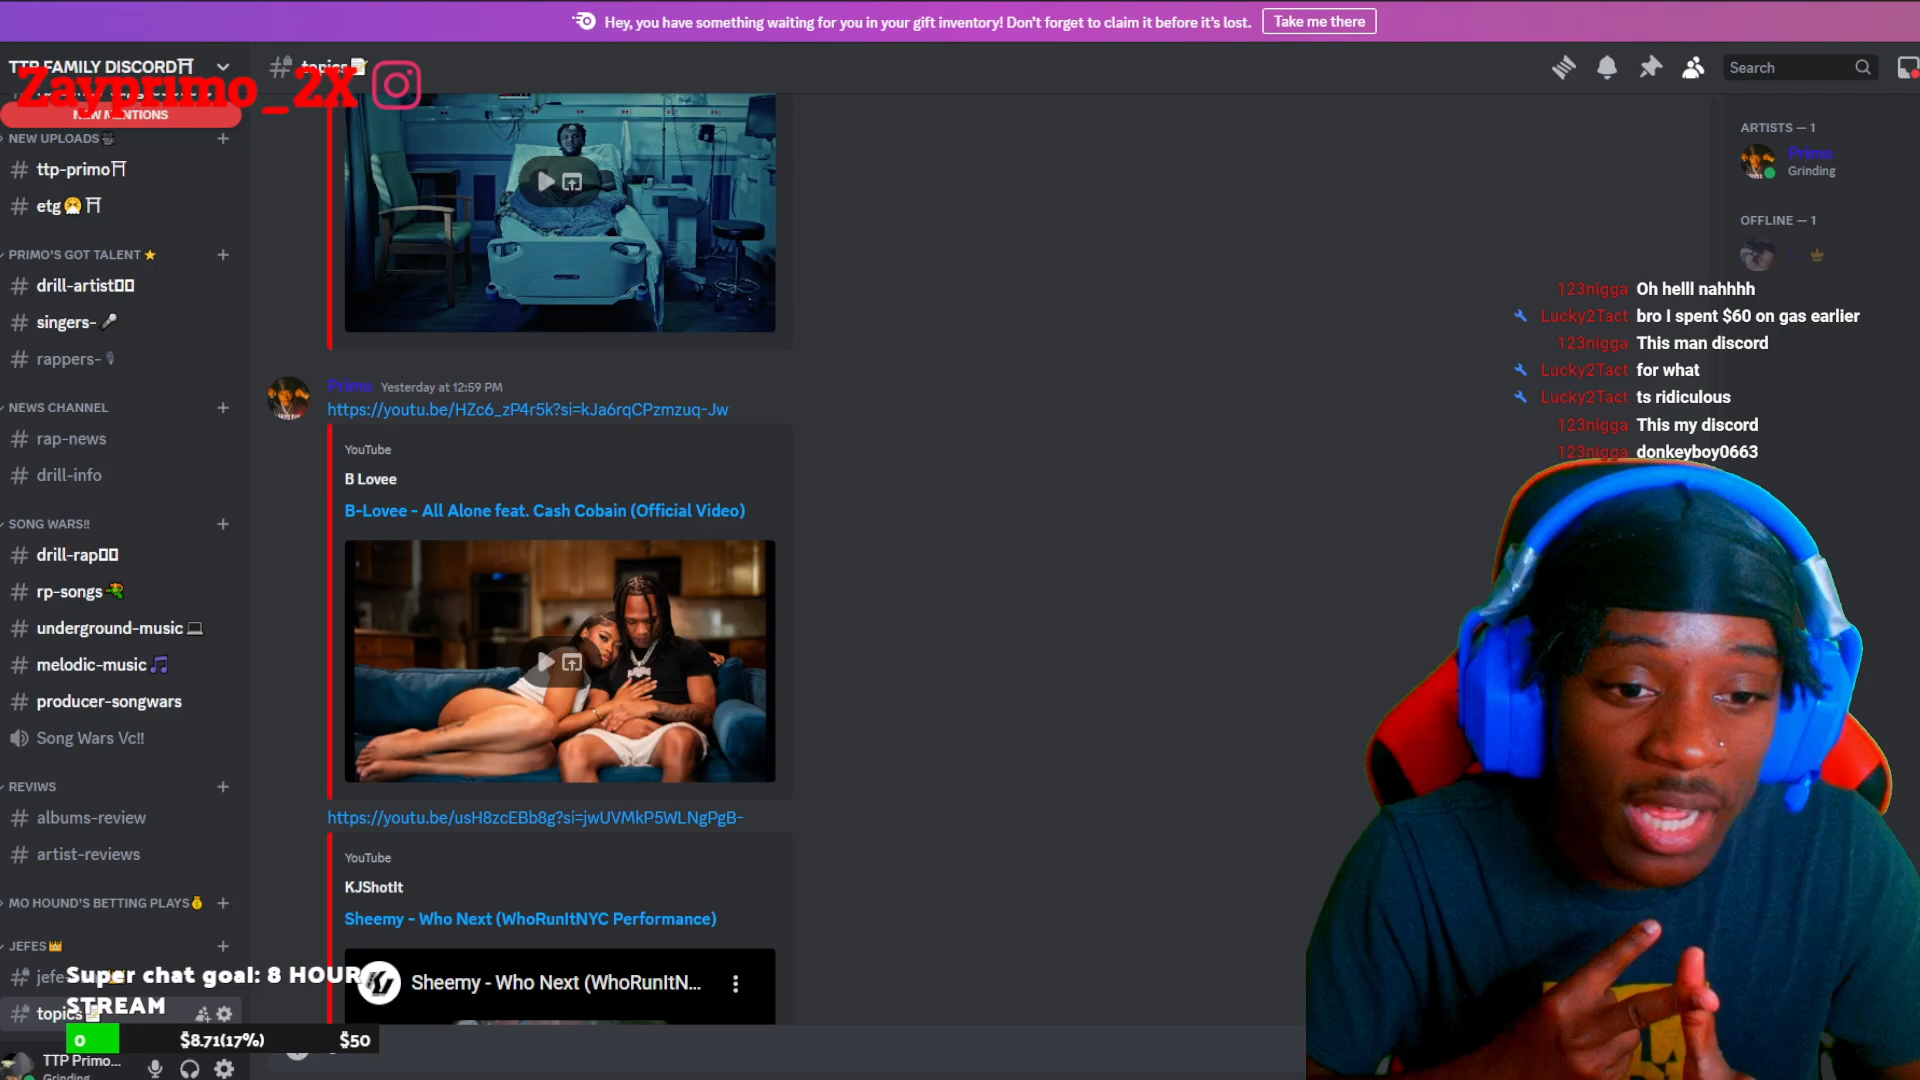 Hey, you have something waiting for you in your gift inventory! Don't forget to claim it before it's lost.
Take me there
TTP FAMILY DISCORD⛩
topics📝
Search
Zayprimo_2X
NEW MENTIONS
NEW UPLOADS
ttp-primo⛩
etg😤⛩
PRIMO'S GOT TALENT⭐
drill-artist
singers-🎤
rappers-🎙
NEWS CHANNEL
rap-news
drill-info
SONG WARS‼
drill-rap
rp-songs🔫
underground-music💻
melodic-music🎵
producer-songwars
Song Wars Vc!!
REVIWS
albums-review
artist-reviews
MO HOUND'S BETTING PLAYS💰
JEFES👑
jefe-
topics
Super chat goal: 8 HOUR
STREAM
0
$8.71(17%)
$50
TTP Primo...
Grinding
Primo Yesterday at 12:59 PM
https://youtu.be/HZc6_zP4r5k?si=kJa6rqCPzmzuq-Jw
YouTube
B Lovee
B-Lovee - All Alone feat. Cash Cobain (Official Video)
https://youtu.be/usH8zcEBb8g?si=jwUVMkP5WLNgPgB-
YouTube
KJShotIt
Sheemy - Who Next (WhoRunItNYC Performance)
Sheemy - Who Next (WhoRunItN...
ARTISTS — 1
Primo
Grinding
OFFLINE — 1
123nigga Oh helll nahhhh
Lucky2Tact bro I spent $60 on gas earlier
123nigga This man discord
Lucky2Tact for what
Lucky2Tact ts ridiculous
123nigga This my discord
123nigga donkeyboy0663